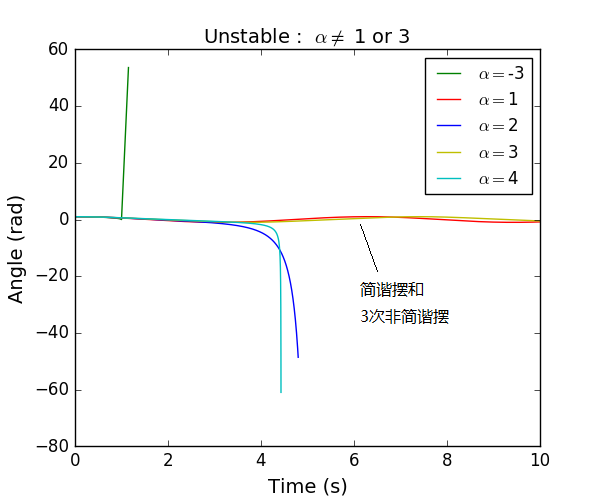 Unstable : α ≠ 1 or 3
60
40
20
0
−20
−40
−60
−80
0
2
4
6
8
10
Angle (rad)
Time (s)
α = -3
α = 1
α = 2
α = 3
α = 4
简谐摆和
3次非简谐摆